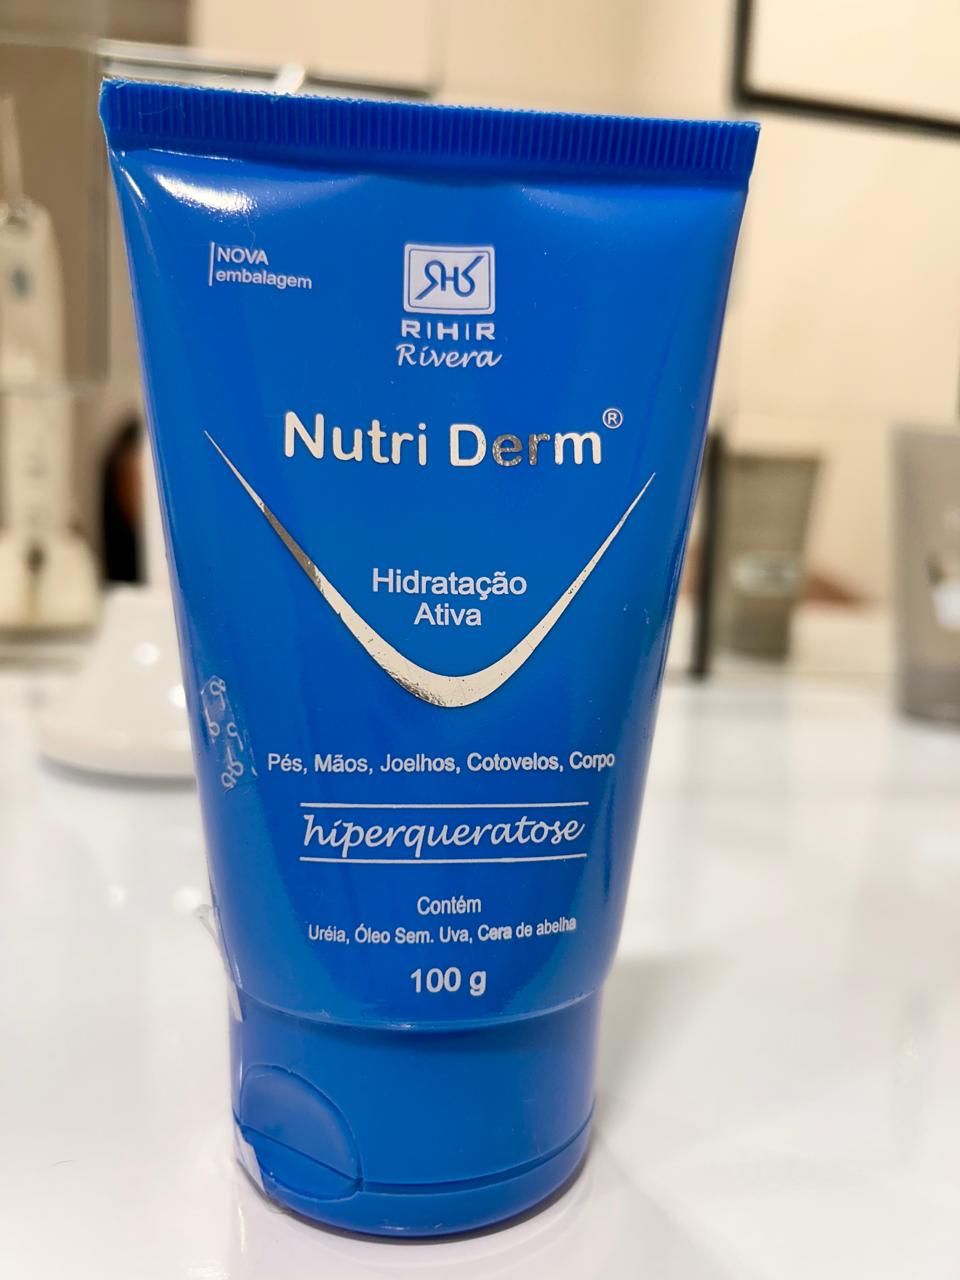 NOVA
embalagem
RHR
R|H|R
Rivera
Nutri Derm®
Hidratação
Ativa
Pés, Mãos, Joelhos, Cotovelos, Corpo
hiperqueratose
Contém
Uréia, Óleo Sem. Uva, Cera de abelha
100 g